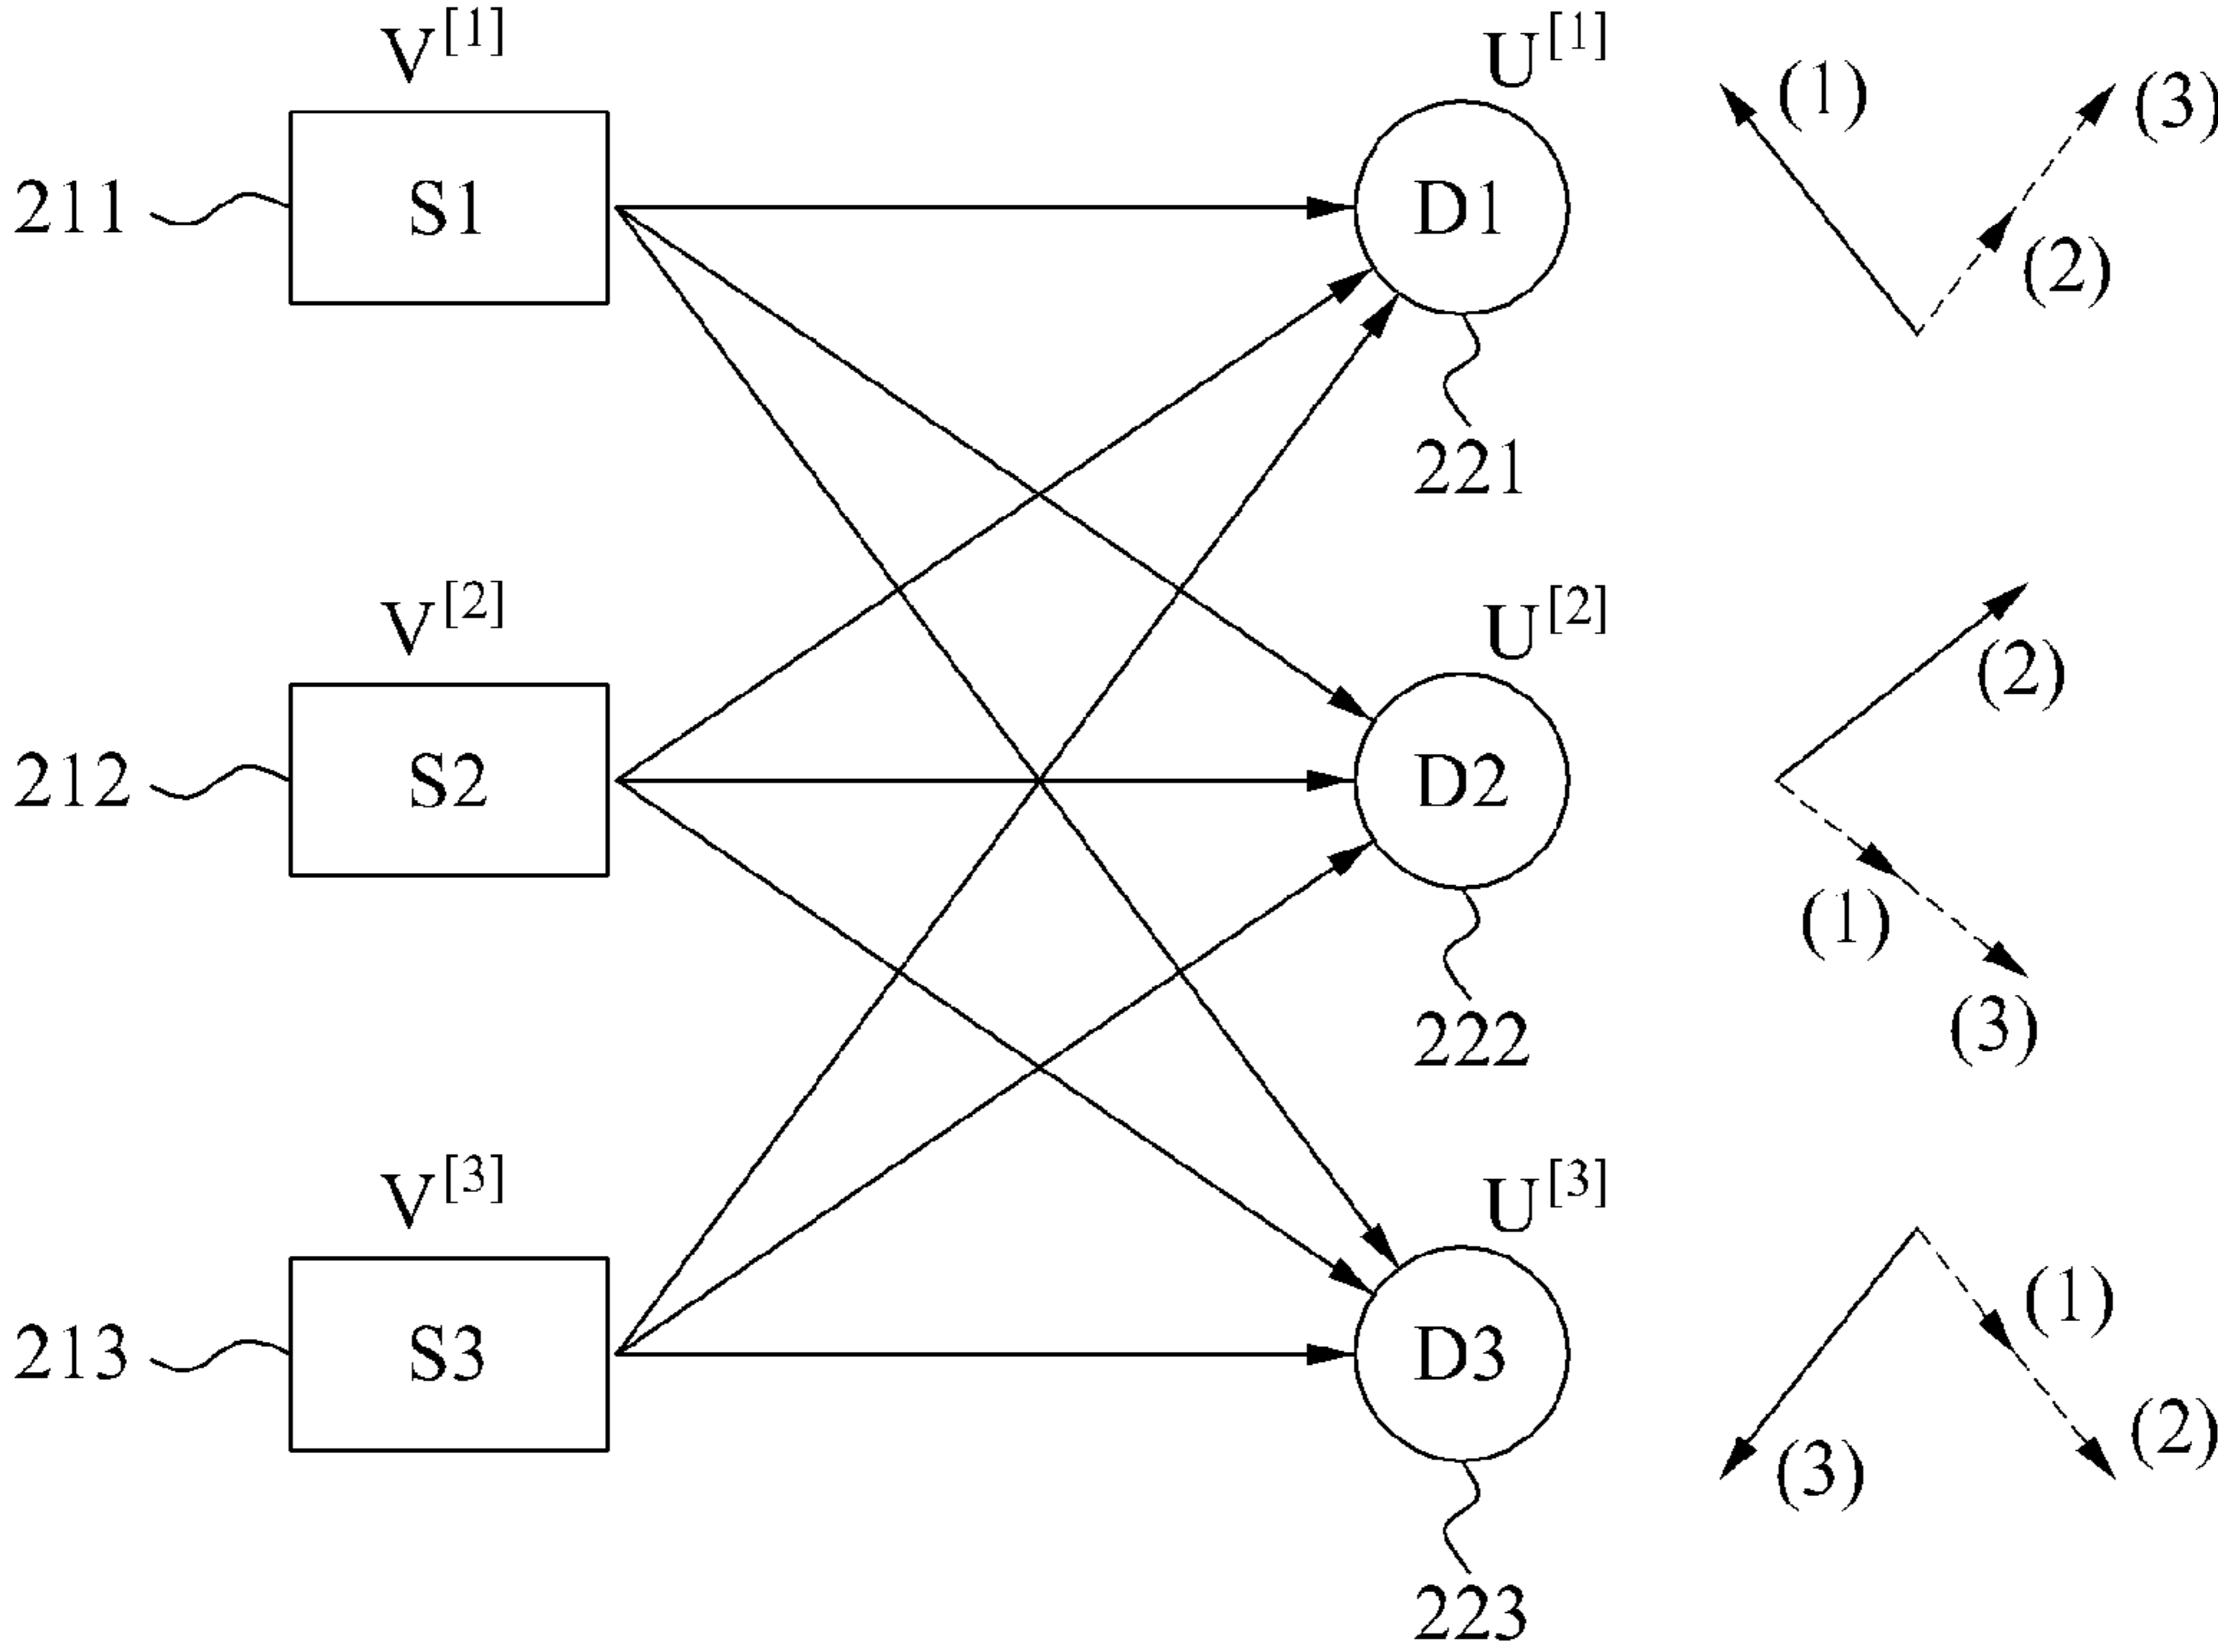 V[1] U[1]
(1) (3)
211 S1 D1
(2)
221
V[2] U[2]
(2)
212 S2 D2
(1)
222 (3)
V[3] U[3]
(1)
213 S3 D3
(3) (2)
223